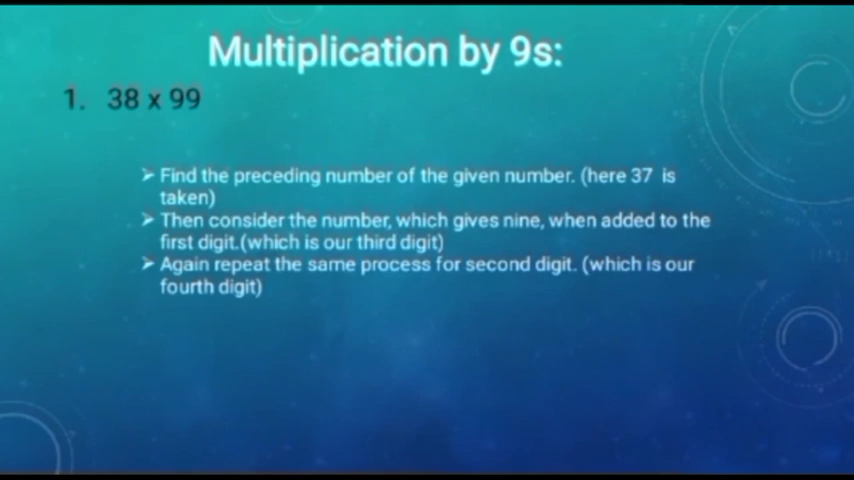 Multiplication by 9s:
1. 38 x 99
➢ Find the preceding number of the given number. (here 37 is
taken)
➢ Then consider the number, which gives nine, when added to the
first digit.(which is our third digit)
➢ Again repeat the same process for second digit. (which is our
fourth digit)